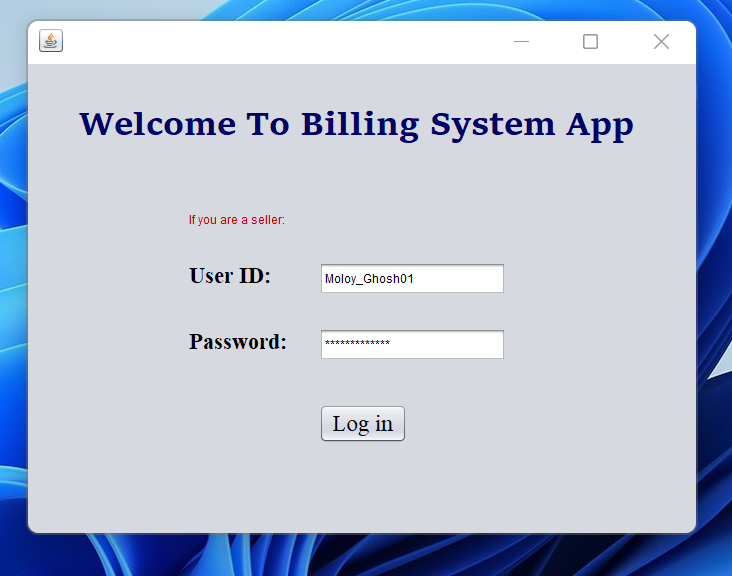 Welcome To Billing System App
If you are a seller:
User ID: Moloy_Ghosh01
Password: *************
Log in